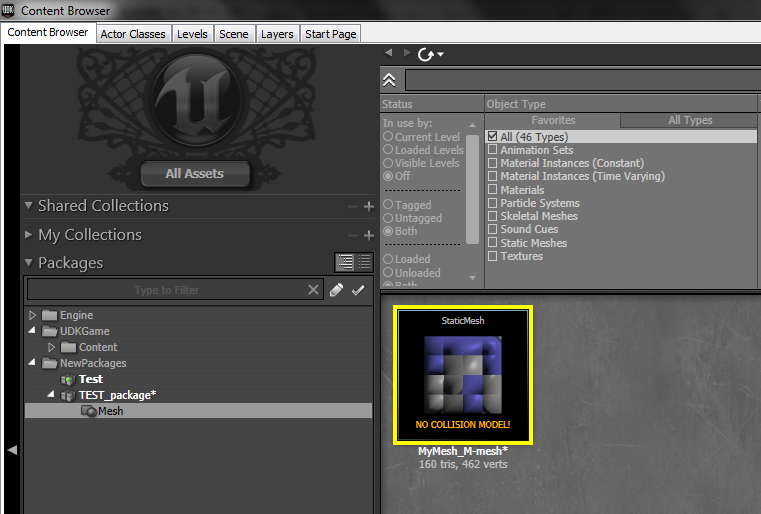 UDK Content Browser
Content Browser Actor Classes Levels Scene Layers Start Page
All Assets
Shared Collections
My Collections
Packages
Type to Filter
Engine
UDKGame
Content
NewPackages
Test
TEST_package*
Mesh
Status
In use by:
Current Level
Loaded Levels
Visible Levels
Off
Tagged
Untagged
Both
Loaded
Unloaded
Both
Object Type
Favorites All Types
All (46 Types)
Animation Sets
Material Instances (Constant)
Material Instances (Time Varying)
Materials
Particle Systems
Skeletal Meshes
Sound Cues
Static Meshes
Textures
StaticMesh
NO COLLISION MODEL!
MyMesh_M-mesh*
160 tris, 462 verts